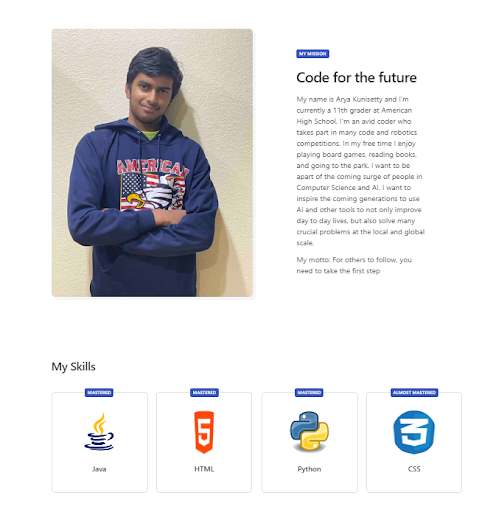 MY MISSION
Code for the future
My name is Arya Kunisetty and I'm
currently a 11th grader at American
High School. I'm an avid coder who
takes part in many code and robotics
competitions. In my free time I enjoy
playing board games, reading books,
and going to the park. I want to be
apart of the coming surge of people in
Computer Science and AI. I want to
inspire the coming generations to use
AI and other tools to not only improve
day to day lives, but also solve many
crucial problems at the local and global
scale.
My motto: For others to follow, you
need to take the first step
AMERICAN
My Skills
MASTERED
MASTERED
MASTERED
ALMOST MASTERED
5
3
Java
HTML
Python
CSS